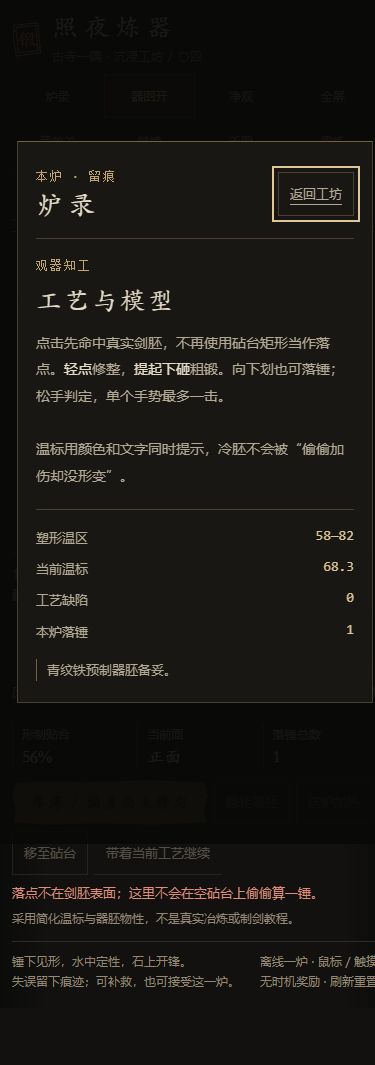 照夜炼器
炉录
器图开
净观
全屏
本炉 · 留痕
炉录
返回工坊
观器知工
工艺与模型
点击先命中真实剑胚，不再使用砧台矩形当作落
点。轻点修整，提起下砸粗锻。向下划也可落锤；
松手判定，单个手势最多一击。
温标用颜色和文字同时提示，冷胚不会被“偷偷加
伤却没形变”。
塑形温区 58—82
当前温标 68.3
工艺缺陷 0
本炉落锤 1
青纹铁预制器胚备妥。
形制贴合 当前面 落锤总数
56% 正面 1
移至砧台 带着当前工艺继续
落点不在剑胚表面；这里不会在空砧台上偷偷算一锤。
采用简化温标与器胚物性，不是真实冶炼或制剑教程。
锤下见形，水中定性，石上开锋。
失误留下痕迹；可补救，也可接受这一炉。
离线一炉 · 鼠标 / 触摸
无时机奖励 · 刷新重置